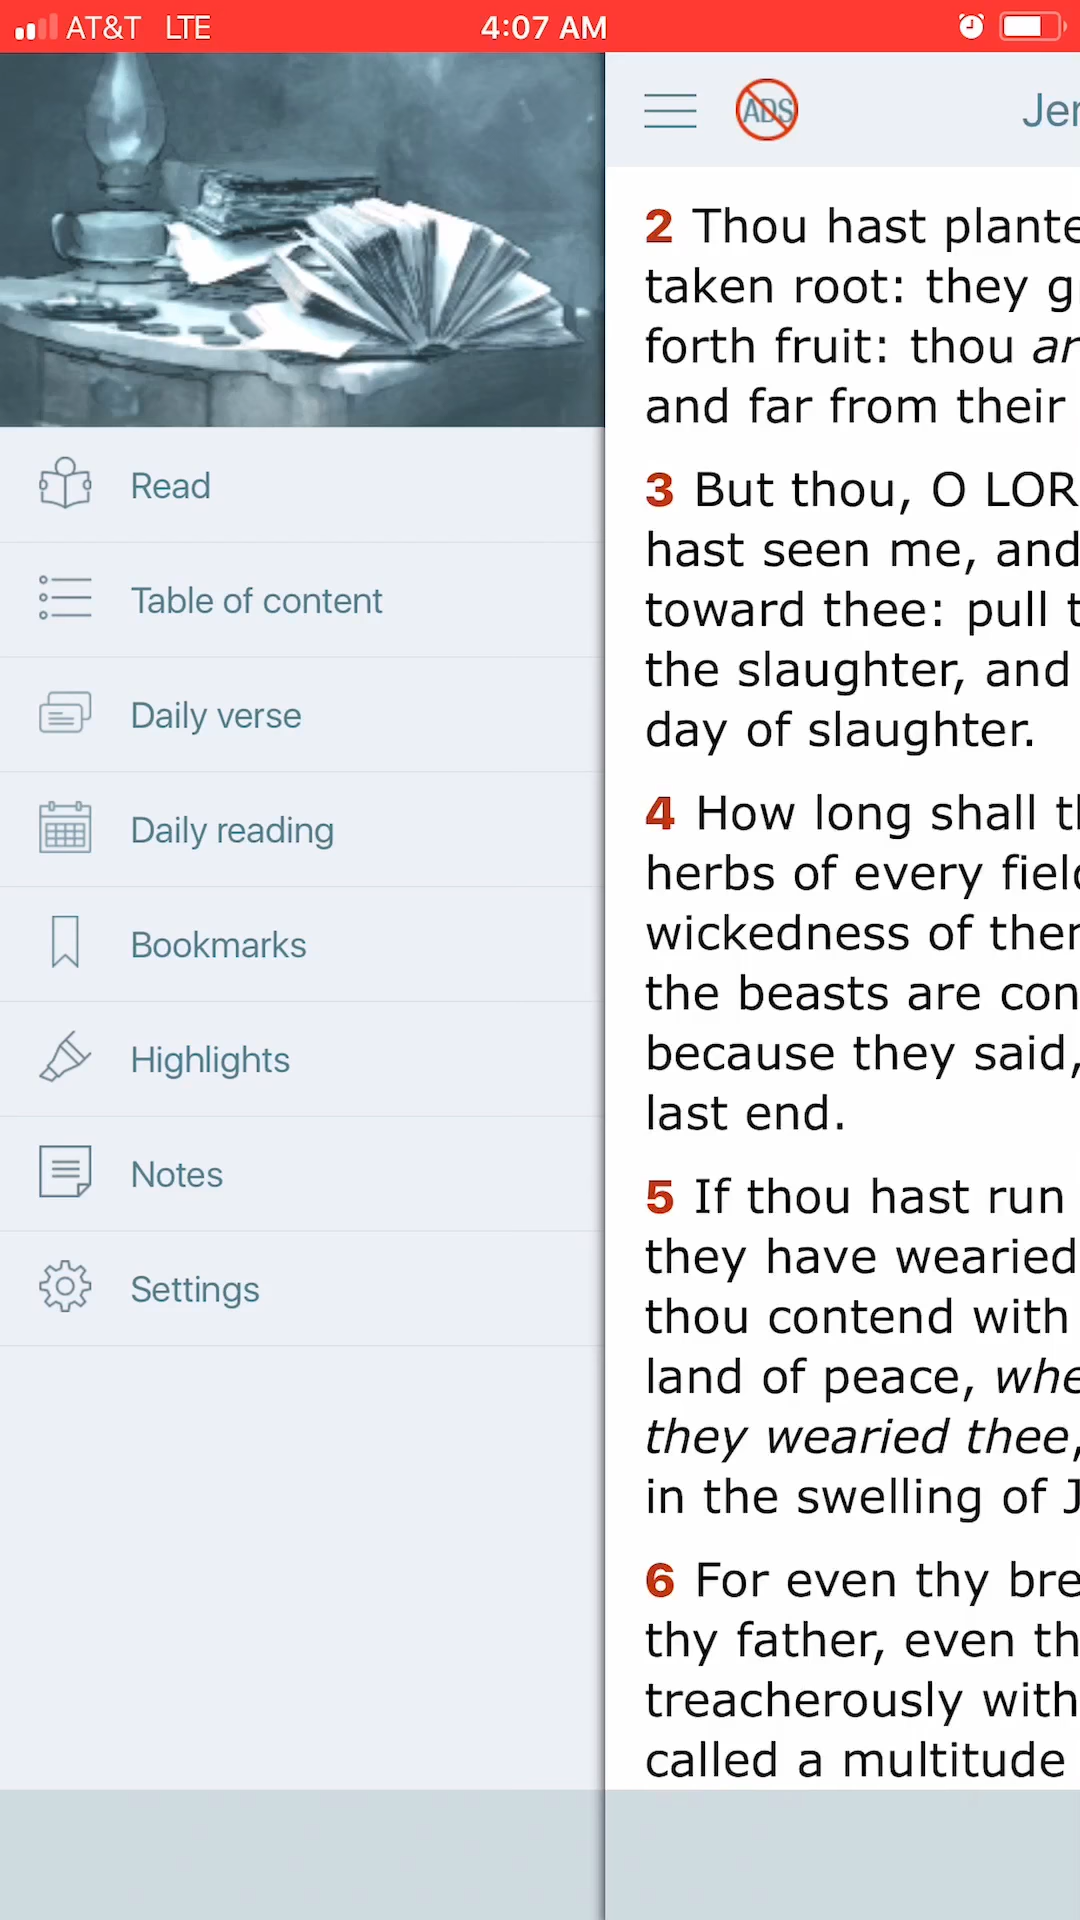 AT&T LTE 4:07 AM
Read
Table of content
Daily verse
Daily reading
Bookmarks
Highlights
Notes
Settings
ADS
Jer
2 Thou hast plante
taken root: they g
forth fruit: thou ar
and far from their
3 But thou, O LOR
hast seen me, and
toward thee: pull t
the slaughter, and
day of slaughter.
4 How long shall th
herbs of every field
wickedness of them
the beasts are con
because they said,
last end.
5 If thou hast run
they have wearied
thou contend with
land of peace, whe
they wearied thee,
in the swelling of J
6 For even thy bre
thy father, even th
treacherously with
called a multitude